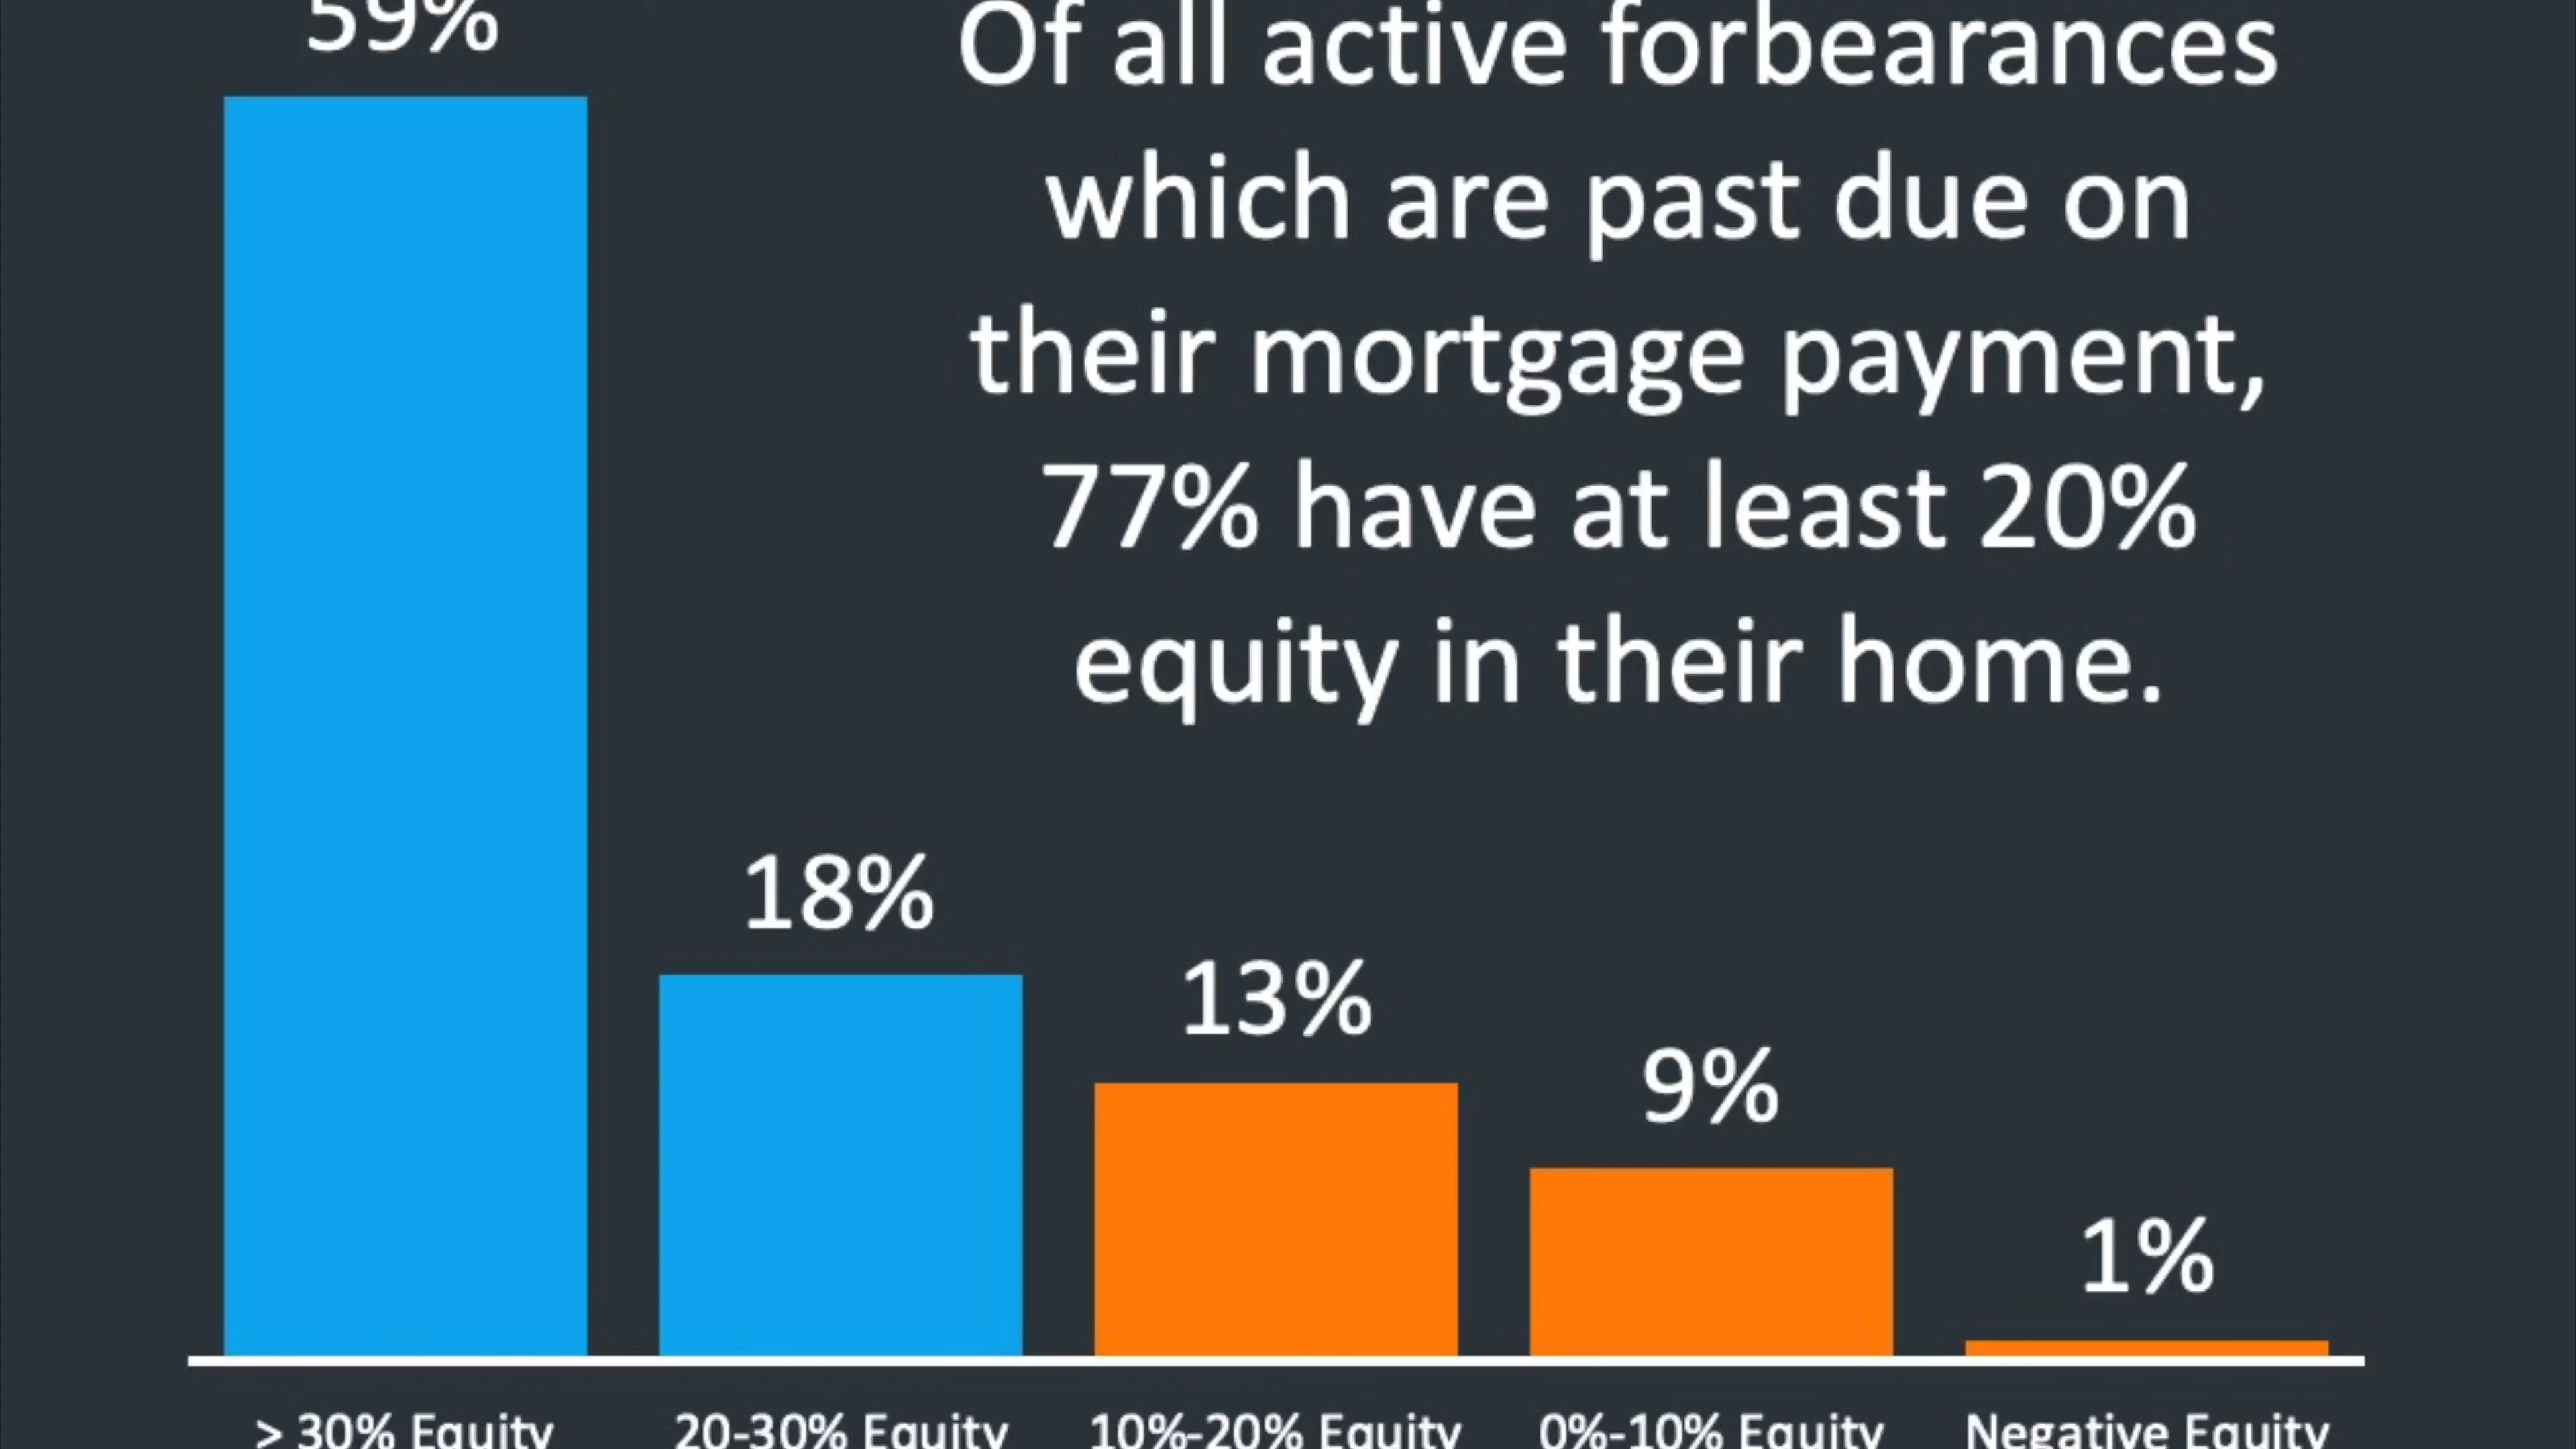 59%
Of all active forbearances
which are past due on
their mortgage payment,
77% have at least 20%
equity in their home.
18%
13%
9%
1%
> 30% Equity
20-30% Equity
10%-20% Equity
0%-10% Equity
Negative Equity